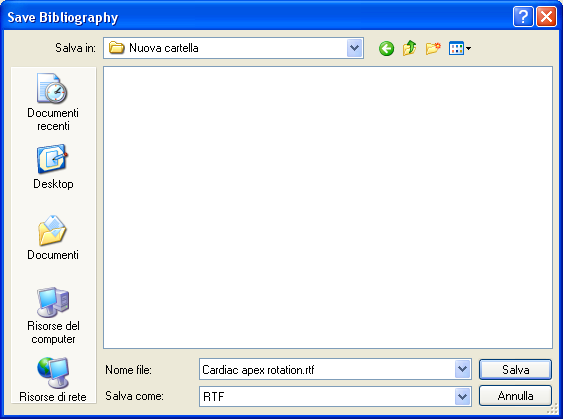 Save Bibliography
Salva in: Nuova cartella
Documenti
recenti
Desktop
Documenti
Risorse del
computer
Risorse di rete
Nome file: Cardiac apex rotation.rtf Salva
Salva come: RTF Annulla